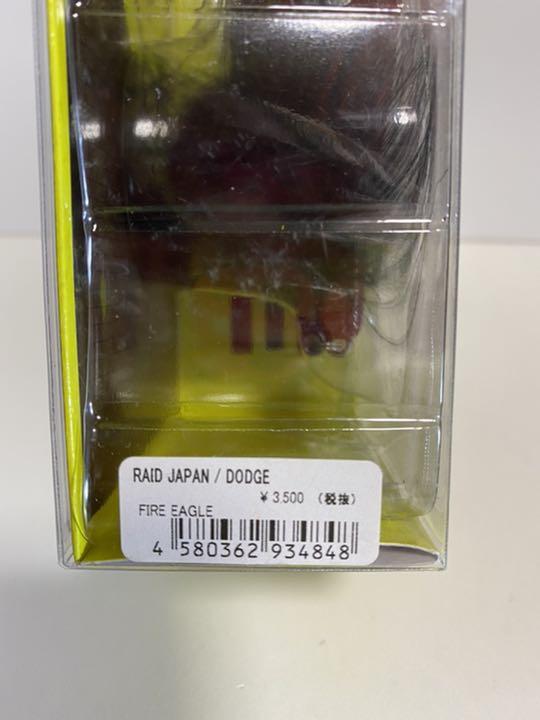 RAID JAPAN / DODGE
¥ 3,500 (税抜)
FIRE EAGLE
4 580362 934848